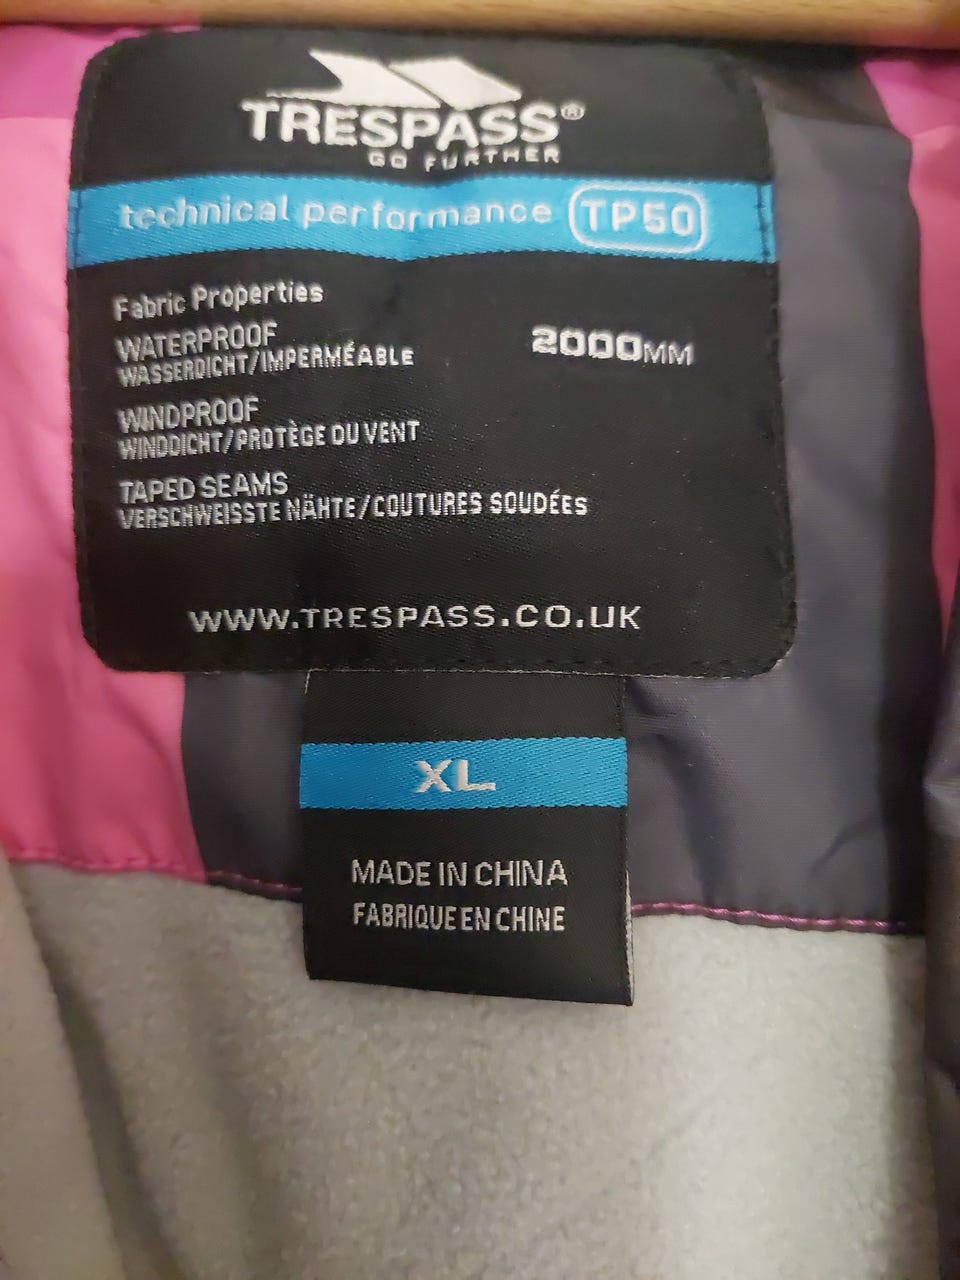 TRESPASS®
GO FURTHER
technical performance TP50
Fabric Properties
WATERPROOF 2000MM
WASSERDICHT/IMPERMÉABLE
WINDPROOF
WINDDICHT/PROTÈGE DU VENT
TAPED SEAMS
VERSCHWEISSTE NÄHTE/COUTURES SOUDÉES
WWW.TRESPASS.CO.UK
XL
MADE IN CHINA
FABRIQUE EN CHINE